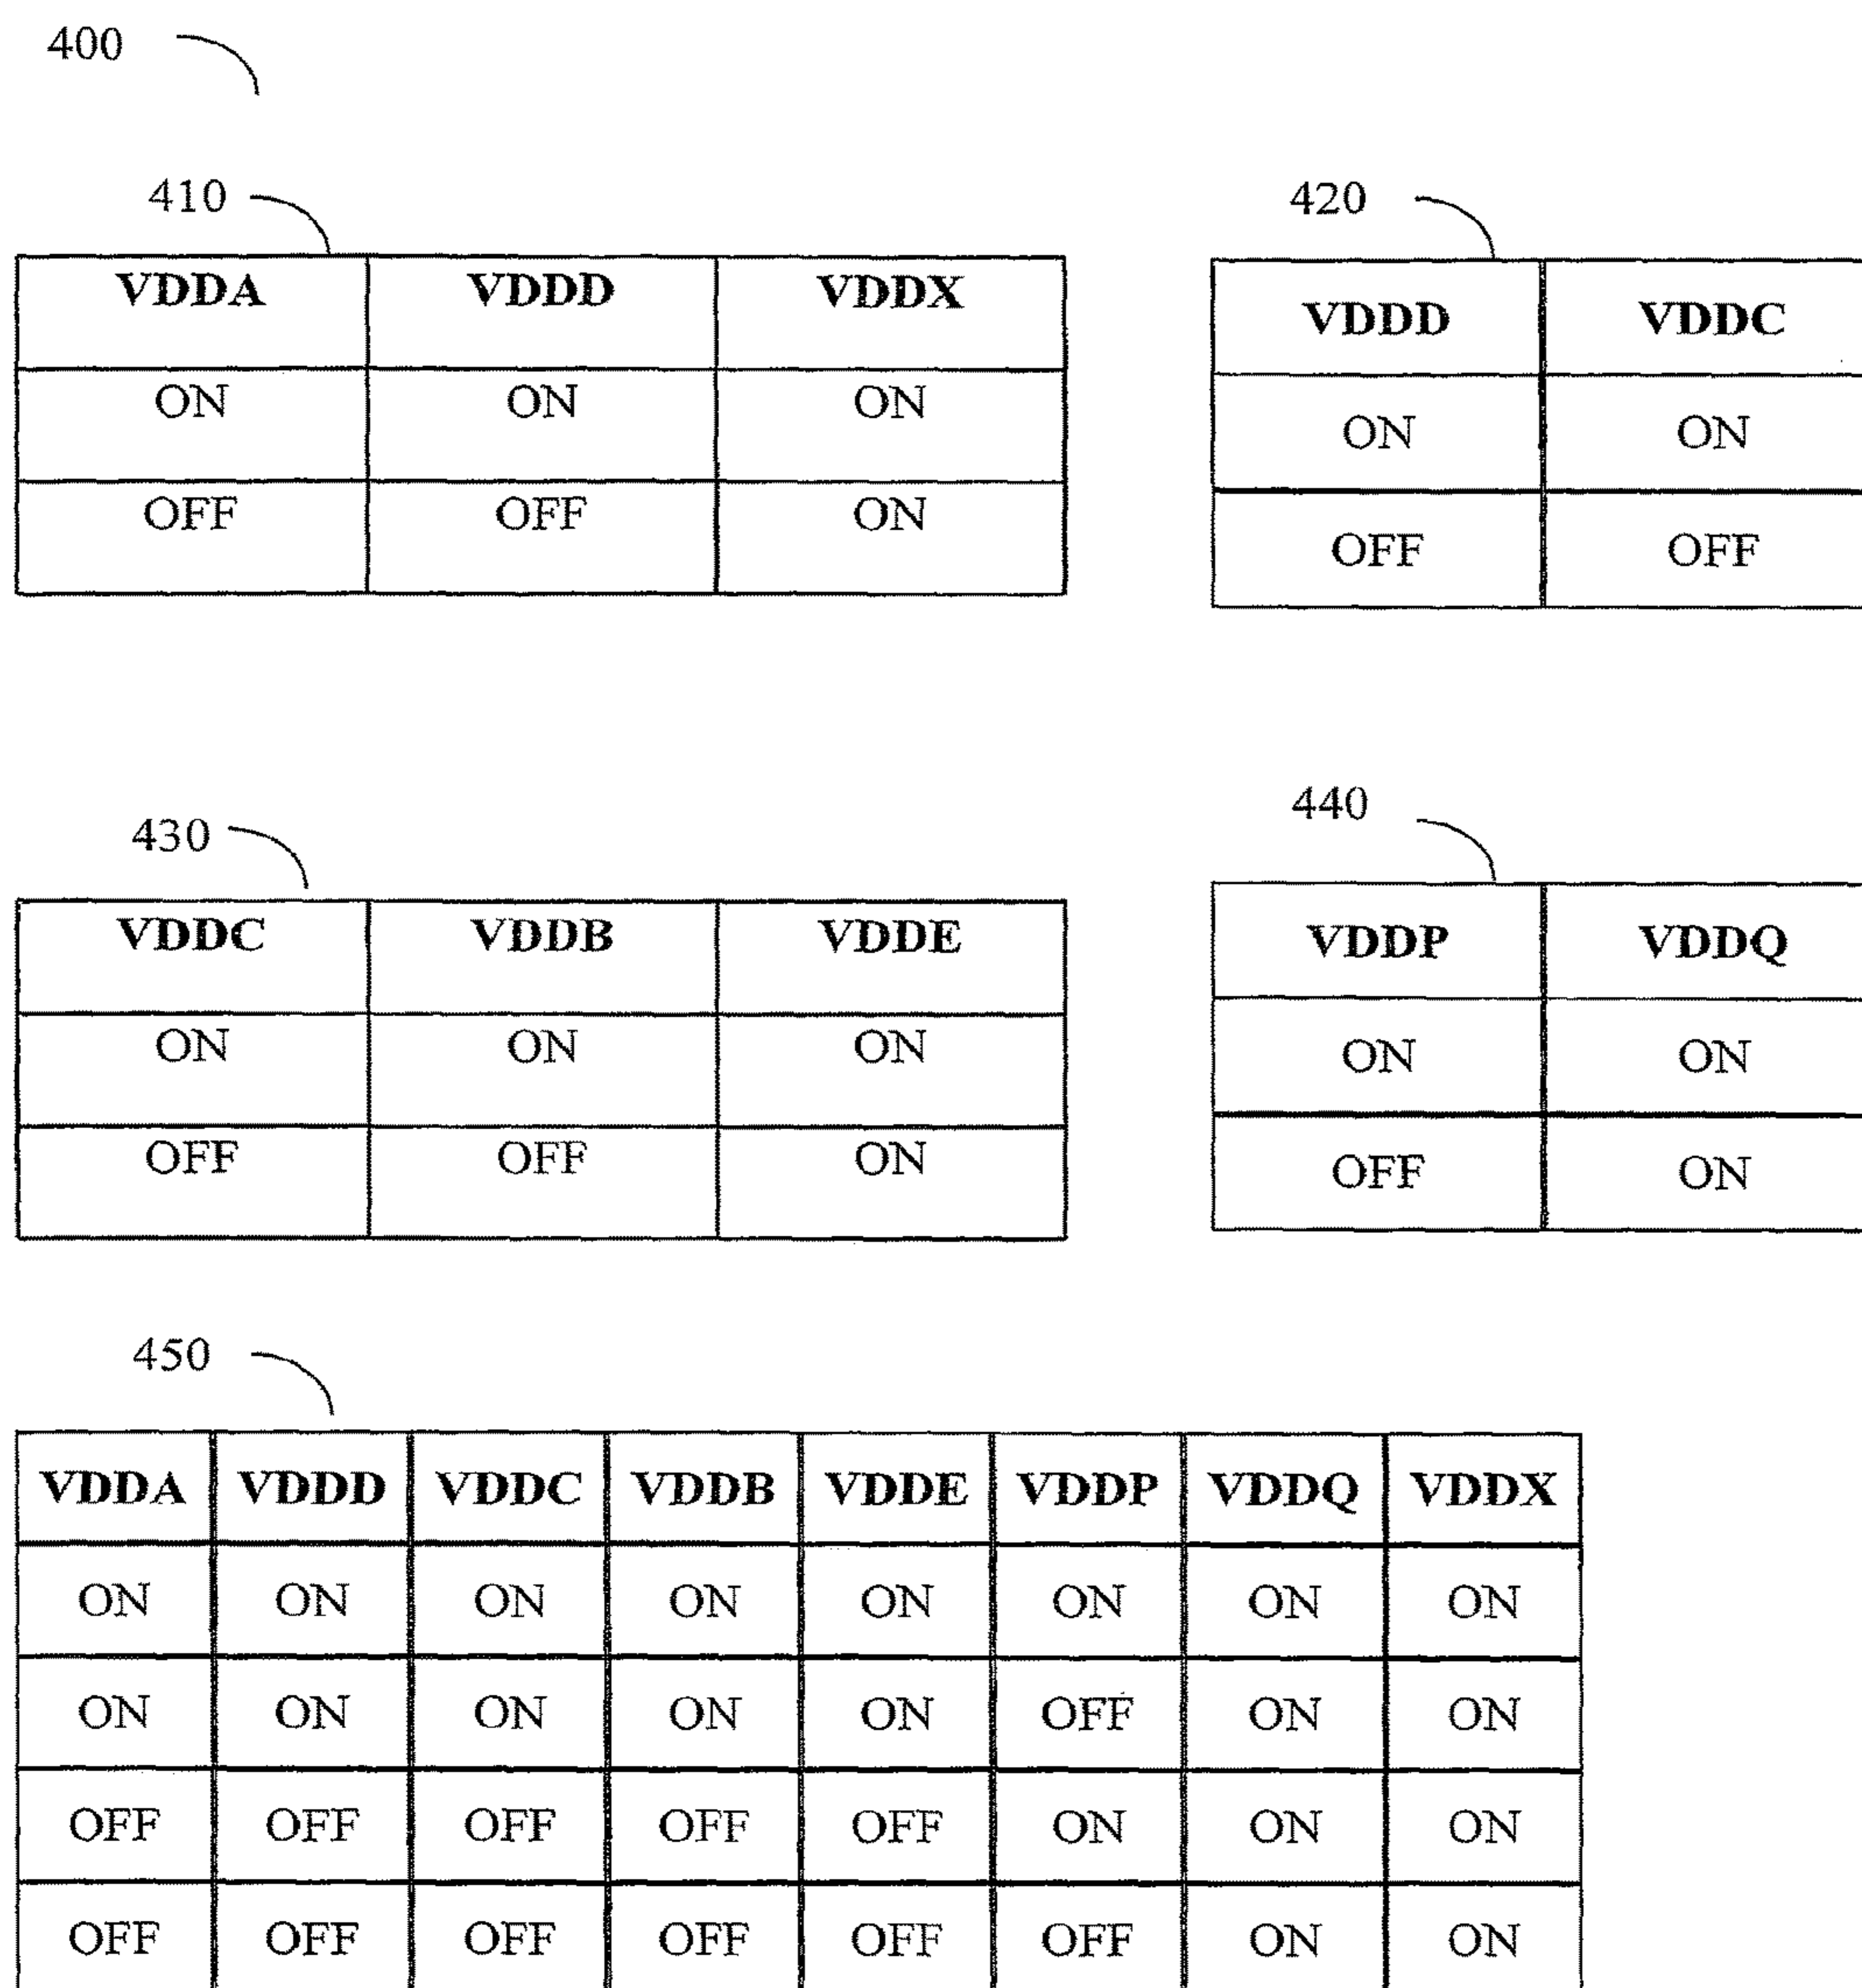 400
410
VDDA VDDD VDDX
ON ON ON
OFF OFF ON
420
VDDD VDDC
ON ON
OFF OFF
430
VDDC VDDB VDDE
ON ON ON
OFF OFF ON
440
VDDP VDDQ
ON ON
OFF ON
450
VDDA VDDD VDDC VDDB VDDE VDDP VDDQ VDDX
ON ON ON ON ON ON ON ON
ON ON ON ON ON OFF ON ON
OFF OFF OFF OFF OFF ON ON ON
OFF OFF OFF OFF OFF OFF ON ON